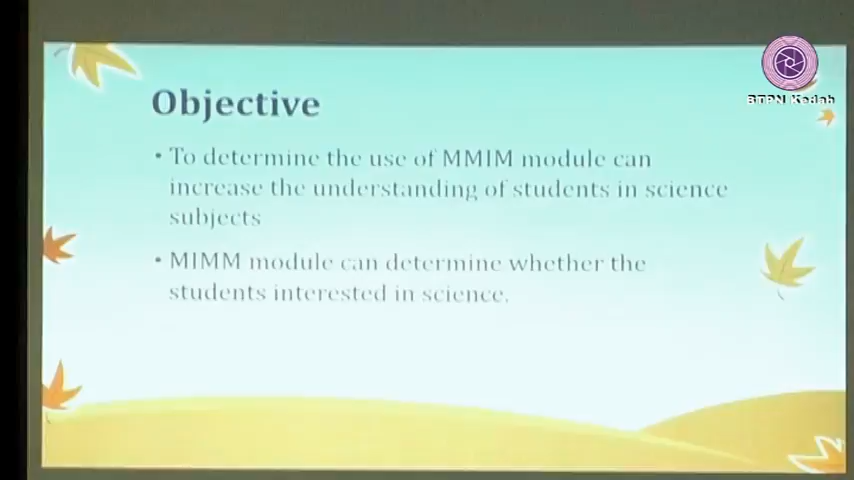 BTPN Kedah
Objective
• To determine the use of MMIM module can
increase the understanding of students in science
subjects
• MIMM module can determine whether the
students interested in science.